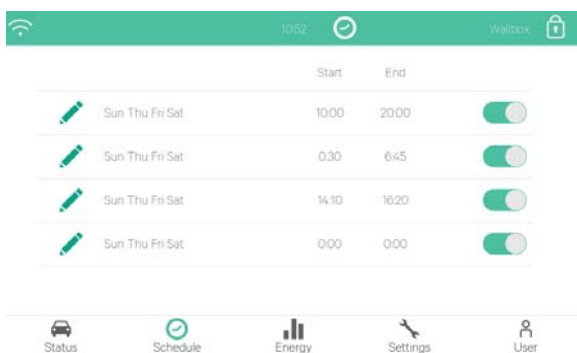 10:52 Wallbox
Start End
Sun Thu Fri Sat 10:00 20:00
Sun Thu Fri Sat 0:30 6:45
Sun Thu Fri Sat 14:10 16:20
Sun Thu Fri Sat 0:00 0:00
Status Schedule Energy Settings User